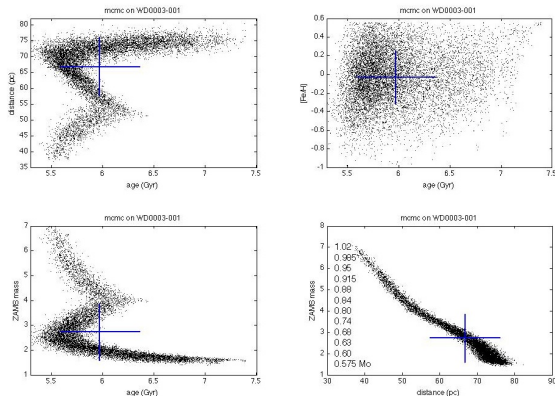 mcmc on WD0003-001
distance (pc)
80
75
70
65
60
55
50
45
40
35
5.5 6 6.5 7 7.5
age (Gyr)
mcmc on WD0003-001
[Fe/H]
0.6
0.4
0.2
0
-0.2
-0.4
-0.6
-0.8
-1
5.5 6 6.5 7 7.5
age (Gyr)
mcmc on WD0003-001
ZAMS mass
7
6
5
4
3
2
1
5.5 6 6.5 7 7.5
age (Gyr)
mcmc on WD0003-001
ZAMS mass
8
7
6
5
4
3
2
1
1.02
0.985
0.95
0.915
0.88
0.84
0.80
0.74
0.68
0.63
0.60
0.575 Mo
30 40 50 60 70 80 90
distance (pc)